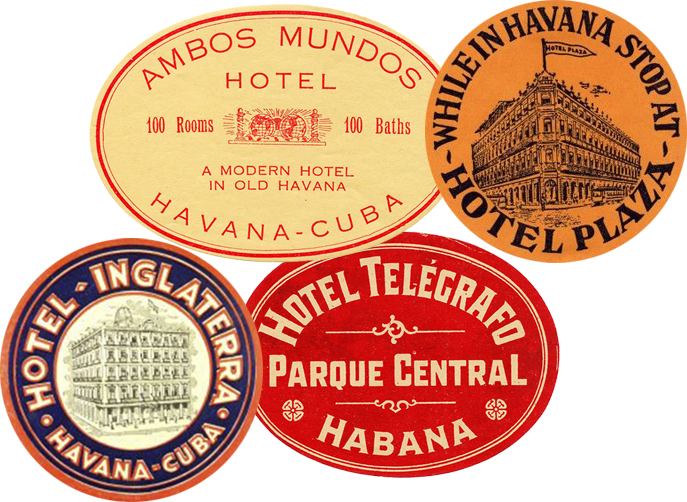 AMBOS MUNDOS
HOTEL
100 Rooms 100 Baths
A MODERN HOTEL
IN OLD HAVANA
HAVANA-CUBA
-WHILE IN HAVANA STOP AT-
HOTEL PLAZA
HOTEL PLAZA
HOTEL-INGLATERRA
HAVANA-CUBA
HOTEL TELÉGRAFO
PARQUE CENTRAL
HABANA